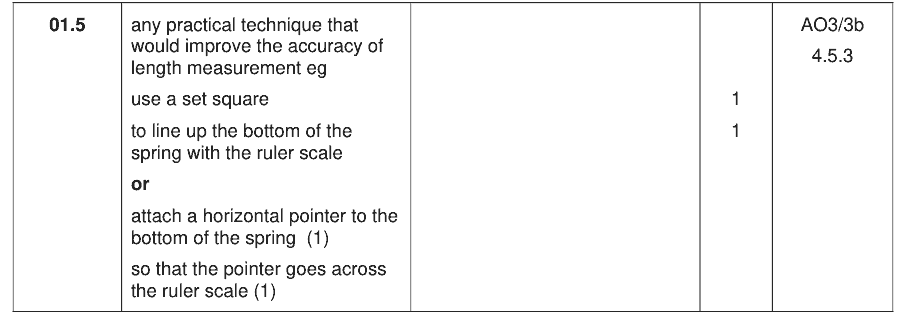 01.5
any practical technique that
would improve the accuracy of
length measurement eg
AO3/3b
4.5.3
use a set square
1
to line up the bottom of the
spring with the ruler scale
1
or
attach a horizontal pointer to the
bottom of the spring (1)
so that the pointer goes across
the ruler scale (1)